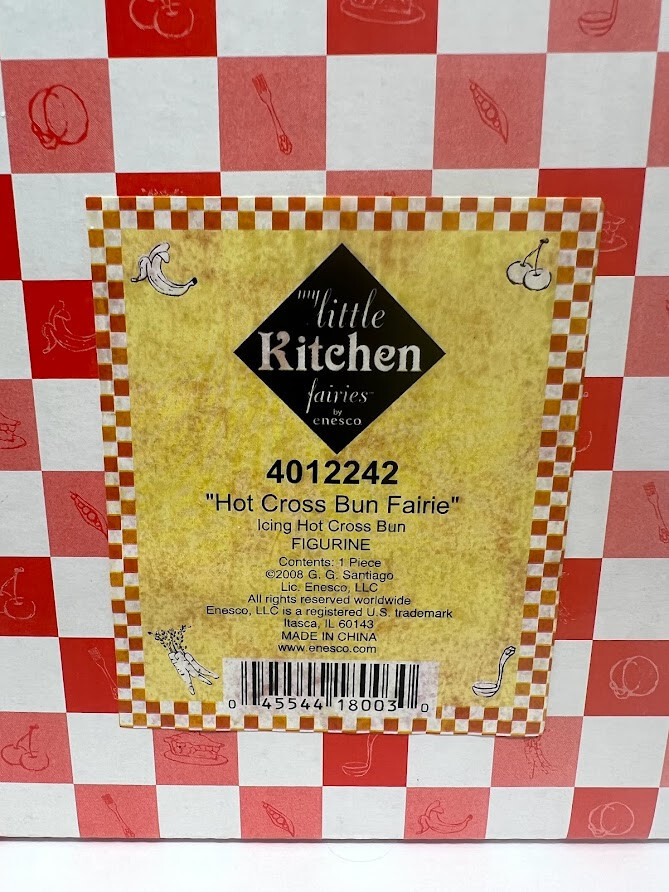 my
little
Kitchen
fairies™
by
enesco
4012242
"Hot Cross Bun Fairie"
Icing Hot Cross Bun
FIGURINE
Contents: 1 Piece
©2008 G. G. Santiago
Lic. Enesco, LLC
All rights reserved worldwide
Enesco, LLC is a registered U.S. trademark
Itasca, IL 60143
MADE IN CHINA
www.enesco.com
0 45544 18003 0